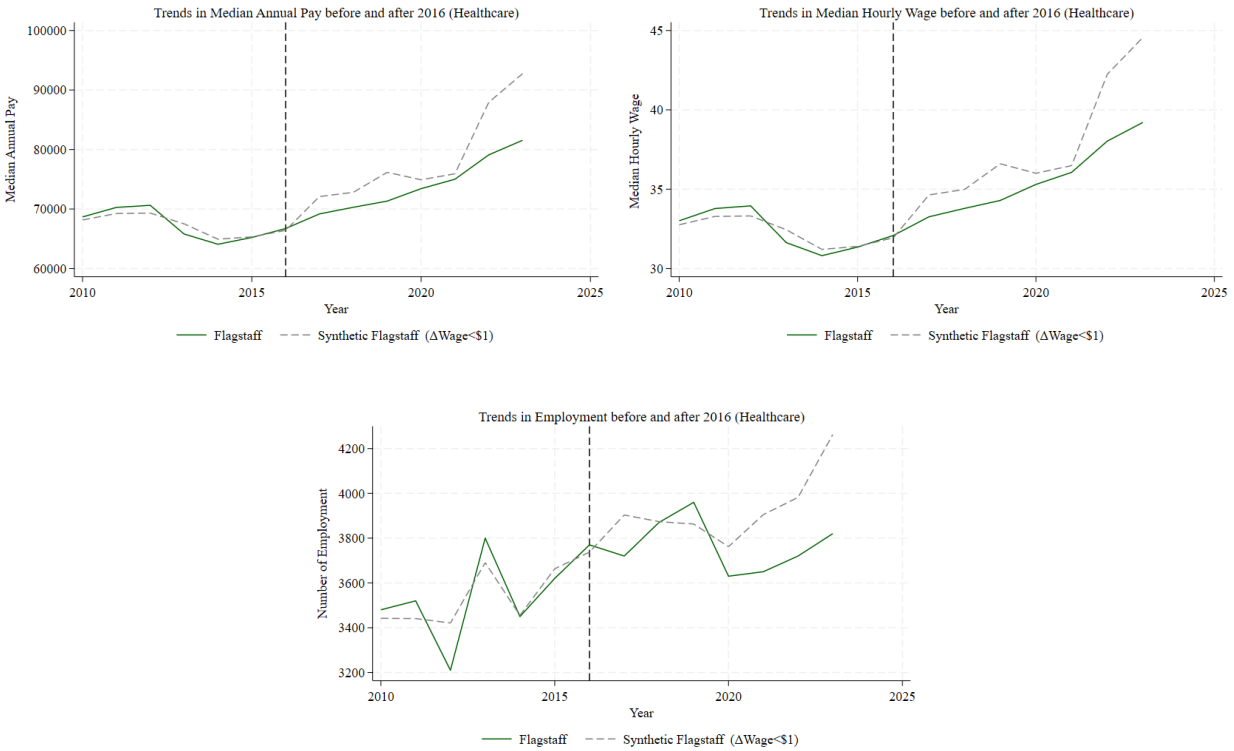 Trends in Median Annual Pay before and after 2016 (Healthcare)
100000
90000
80000
70000
60000
Median Annual Pay
2010 2015 2020 2025
Year
Flagstaff Synthetic Flagstaff (ΔWage<$1)
Trends in Median Hourly Wage before and after 2016 (Healthcare)
45
40
35
30
Median Hourly Wage
2010 2015 2020 2025
Year
Flagstaff Synthetic Flagstaff (ΔWage<$1)
Trends in Employment before and after 2016 (Healthcare)
4200
4000
3800
3600
3400
3200
Number of Employment
2010 2015 2020 2025
Year
Flagstaff Synthetic Flagstaff (ΔWage<$1)